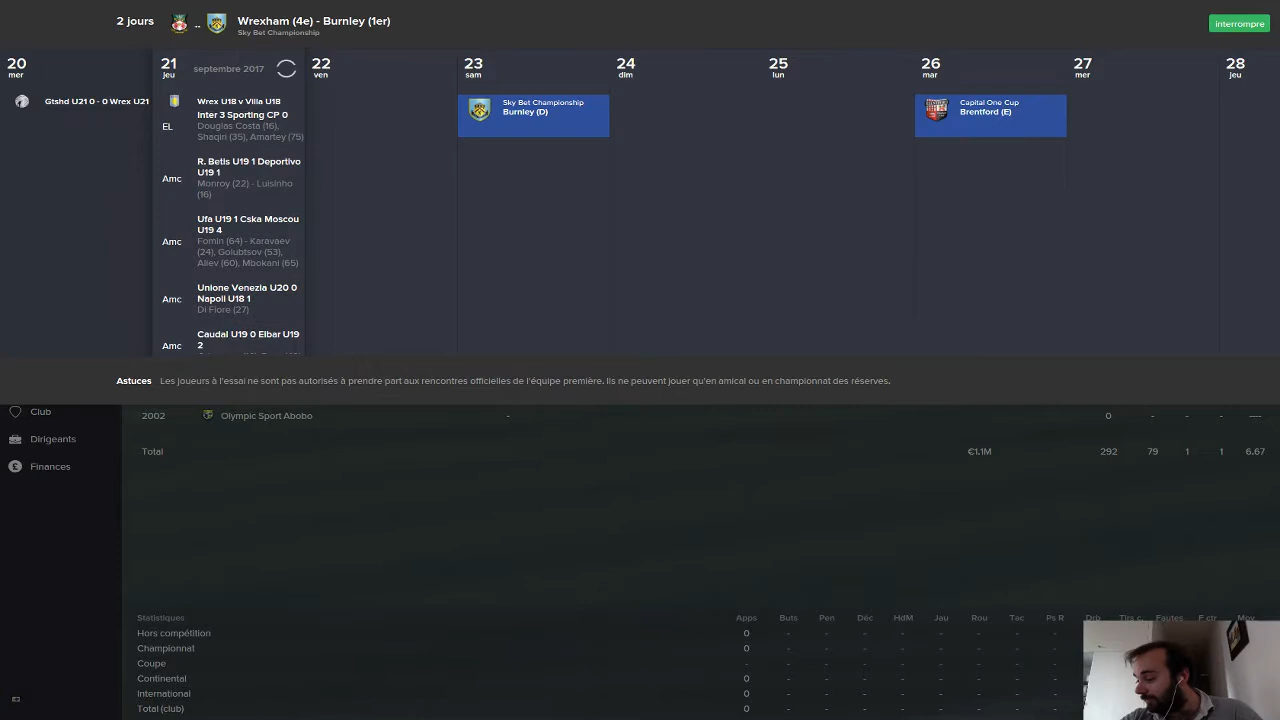 2 jours
..
Wrexham (4e) - Burnley (1er)
Sky Bet Championship
interrompre
20
mer
21
jeu
septembre 2017
22
ven
23
sam
24
dim
25
lun
26
mar
27
mer
28
jeu
Gtshd U21 0 - 0 Wrex U21
Wrex U18 v Villa U18
EL
Inter 3 Sporting CP 0
Douglas Costa (16),
Shaqiri (35), Amartey (75)
Amc
R. Betis U19 1 Deportivo
U19 1
Monroy (22) - Luisinho
(16)
Amc
Ufa U19 1 Cska Moscou
U19 4
Fomin (64) - Karavaev
(24), Golubtsov (53),
Aliev (60), Mbokani (65)
Amc
Unione Venezia U20 0
Napoli U18 1
Di Fiore (27)
Amc
Caudal U19 0 Eibar U19
2
Sky Bet Championship
Burnley (D)
Capital One Cup
Brentford (E)
Astuces Les joueurs à l'essai ne sont pas autorisés à prendre part aux rencontres officielles de l'équipe première. Ils ne peuvent jouer qu'en amical ou en championnat des réserves.
Club
Dirigeants
Finances
2002 Olympic Sport Abobo - 0 - - - ----
Total €1.1M 292 79 1 1 6.67
Statistiques Apps Buts Pen Déc HdM Jau Rou Tac Ps R Drb Tirs c. Fautes F ctr Moy
Hors compétition 0 - - - - - - - -
Championnat 0 - - - - - - - -
Coupe - - - - - - - - -
Continental 0 - - - - - - - -
International 0 - - - - - - - -
Total (club) 0 - - - - - - - -